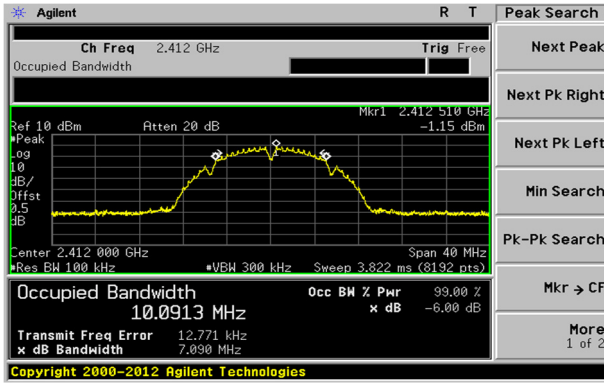 Agilent R T Peak Search
Ch Freq 2.412 GHz Trig Free
Occupied Bandwidth
Next Peak
Next Pk Right
Next Pk Left
Min Search
Pk-Pk Search
Mkr → CF
More
1 of 2
Mkr1 2.412 510 GHz
Ref 10 dBm Atten 20 dB -1.15 dBm
#Peak
Log
10
dB/
Offst
0.5
dB
1
Center 2.412 000 GHz Span 40 MHz
#Res BW 100 kHz #VBW 300 kHz Sweep 3.822 ms (8192 pts)
Occupied Bandwidth Occ BW % Pwr 99.00 %
10.0913 MHz x dB -6.00 dB
Transmit Freq Error 12.771 kHz
x dB Bandwidth 7.090 MHz
Copyright 2000-2012 Agilent Technologies